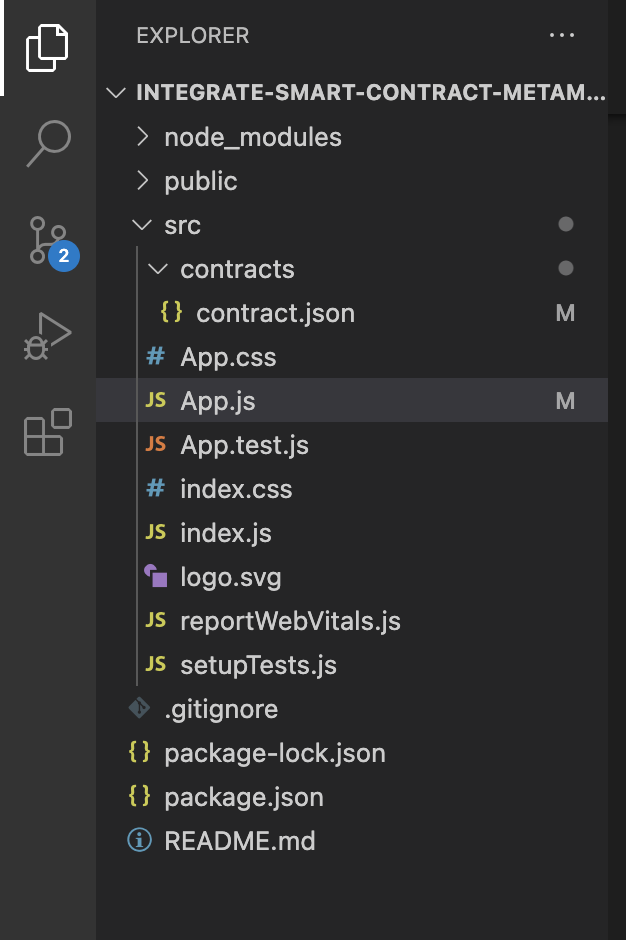 EXPLORER ...
INTEGRATE-SMART-CONTRACT-METAM...
node_modules
public
src
2
contracts
{} contract.json M
# App.css
JS App.js M
JS App.test.js
# index.css
JS index.js
logo.svg
JS reportWebVitals.js
JS setupTests.js
.gitignore
{} package-lock.json
{} package.json
README.md